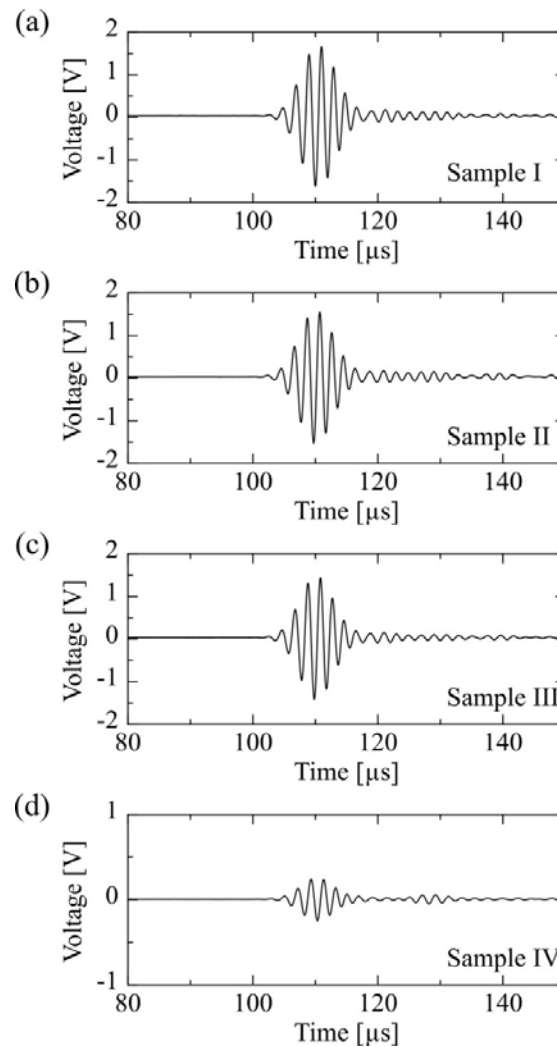 (a)
Voltage [V]
2
1
0
-1
-2
Sample I
80 100 120 140
Time [μs]
(b)
Voltage [V]
2
1
0
-1
-2
Sample II
80 100 120 140
Time [μs]
(c)
Voltage [V]
2
1
0
-1
-2
Sample III
80 100 120 140
Time [μs]
(d)
Voltage [V]
1
0
-1
Sample IV
80 100 120 140
Time [μs]